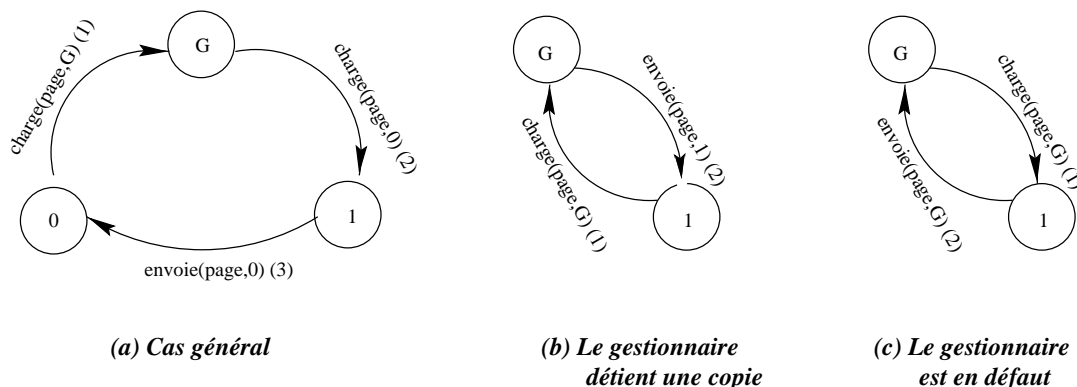 G
charge(page,G) (1)
charge(page,0) (2)
0
1
envoie(page,0) (3)
(a) Cas général
G
envoie(page,1) (2)
charge(page,G) (1)
1
(b) Le gestionnaire
détient une copie
G
charge(page,G) (1)
envoie(page,G) (2)
1
(c) Le gestionnaire
est en défaut